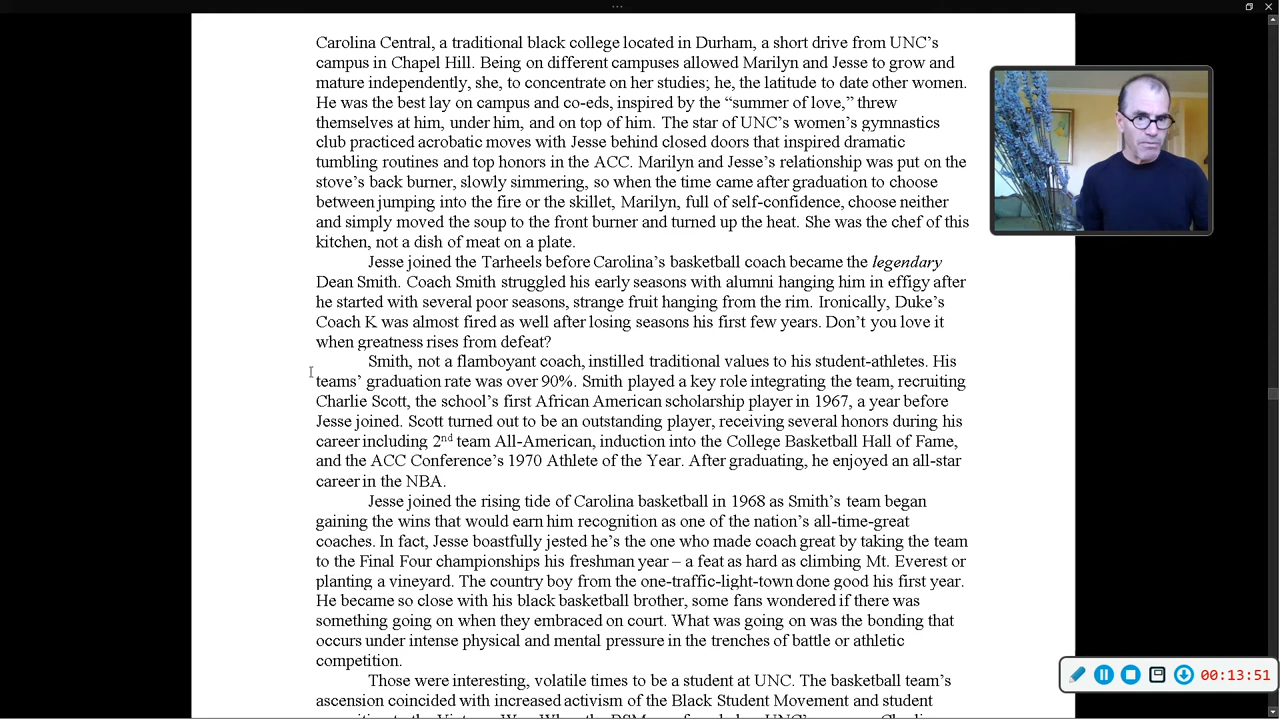 Carolina Central, a traditional black college located in Durham, a short drive from UNC’s
campus in Chapel Hill. Being on different campuses allowed Marilyn and Jesse to grow and
mature independently, she, to concentrate on her studies; he, the latitude to date other women.
He was the best lay on campus and co-eds, inspired by the “summer of love,” threw
themselves at him, under him, and on top of him. The star of UNC’s women’s gymnastics
club practiced acrobatic moves with Jesse behind closed doors that inspired dramatic
tumbling routines and top honors in the ACC. Marilyn and Jesse’s relationship was put on the
stove’s back burner, slowly simmering, so when the time came after graduation to choose
between jumping into the fire or the skillet, Marilyn, full of self-confidence, choose neither
and simply moved the soup to the front burner and turned up the heat. She was the chef of this
kitchen, not a dish of meat on a plate.
Jesse joined the Tarheels before Carolina’s basketball coach became the legendary
Dean Smith. Coach Smith struggled his early seasons with alumni hanging him in effigy after
he started with several poor seasons, strange fruit hanging from the rim. Ironically, Duke’s
Coach K was almost fired as well after losing seasons his first few years. Don’t you love it
when greatness rises from defeat?
Smith, not a flamboyant coach, instilled traditional values to his student-athletes. His
teams’ graduation rate was over 90%. Smith played a key role integrating the team, recruiting
Charlie Scott, the school’s first African American scholarship player in 1967, a year before
Jesse joined. Scott turned out to be an outstanding player, receiving several honors during his
career including 2nd team All-American, induction into the College Basketball Hall of Fame,
and the ACC Conference’s 1970 Athlete of the Year. After graduating, he enjoyed an all-star
career in the NBA.
Jesse joined the rising tide of Carolina basketball in 1968 as Smith’s team began
gaining the wins that would earn him recognition as one of the nation’s all-time-great
coaches. In fact, Jesse boastfully jested he’s the one who made coach great by taking the team
to the Final Four championships his freshman year – a feat as hard as climbing Mt. Everest or
planting a vineyard. The country boy from the one-traffic-light-town done good his first year.
He became so close with his black basketball brother, some fans wondered if there was
something going on when they embraced on court. What was going on was the bonding that
occurs under intense physical and mental pressure in the trenches of battle or athletic
competition.
Those were interesting, volatile times to be a student at UNC. The basketball team’s
ascension coincided with increased activism of the Black Student Movement and student
00:13:51